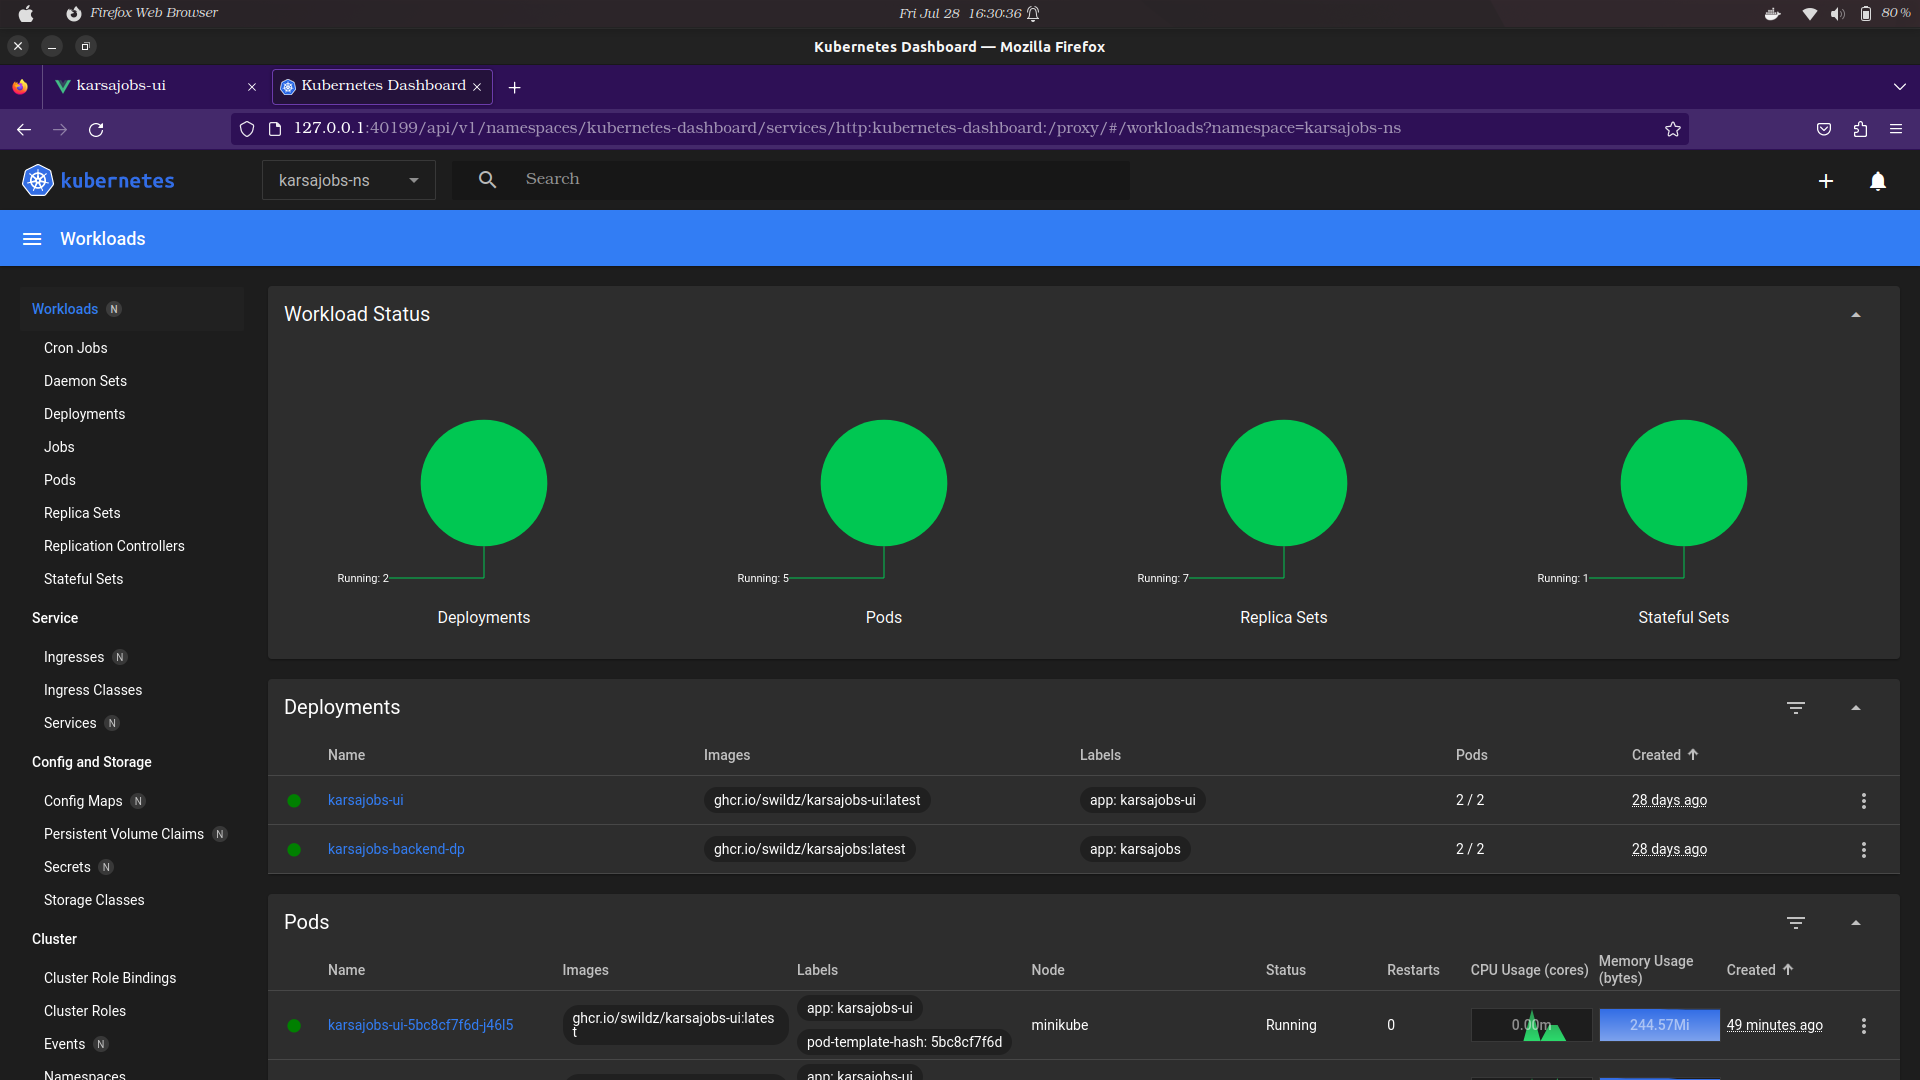 Firefox Web Browser
Fri Jul 28 16:30:36
80 %
Kubernetes Dashboard — Mozilla Firefox
karsajobs-ui
Kubernetes Dashboard
127.0.0.1:40199/api/v1/namespaces/kubernetes-dashboard/services/http:kubernetes-dashboard:/proxy/#/workloads?namespace=karsajobs-ns
kubernetes
karsajobs-ns
Search
Workloads
Workloads N
Cron Jobs
Daemon Sets
Deployments
Jobs
Pods
Replica Sets
Replication Controllers
Stateful Sets
Service
Ingresses N
Ingress Classes
Services N
Config and Storage
Config Maps N
Persistent Volume Claims N
Secrets N
Storage Classes
Cluster
Cluster Role Bindings
Cluster Roles
Events N
Namespaces
Workload Status
Running: 2
Deployments
Running: 5
Pods
Running: 7
Replica Sets
Running: 1
Stateful Sets
Deployments
Name Images Labels Pods Created
karsajobs-ui ghcr.io/swildz/karsajobs-ui:latest app: karsajobs-ui 2 / 2 28 days ago
karsajobs-backend-dp ghcr.io/swildz/karsajobs:latest app: karsajobs 2 / 2 28 days ago
Pods
Name Images Labels Node Status Restarts CPU Usage (cores) Memory Usage (bytes) Created
karsajobs-ui-5bc8cf7f6d-j46l5 ghcr.io/swildz/karsajobs-ui:latest app: karsajobs-ui minikube Running 0 0.00m 244.57Mi 49 minutes ago
pod-template-hash: 5bc8cf7f6d
app: karsajobs-ui